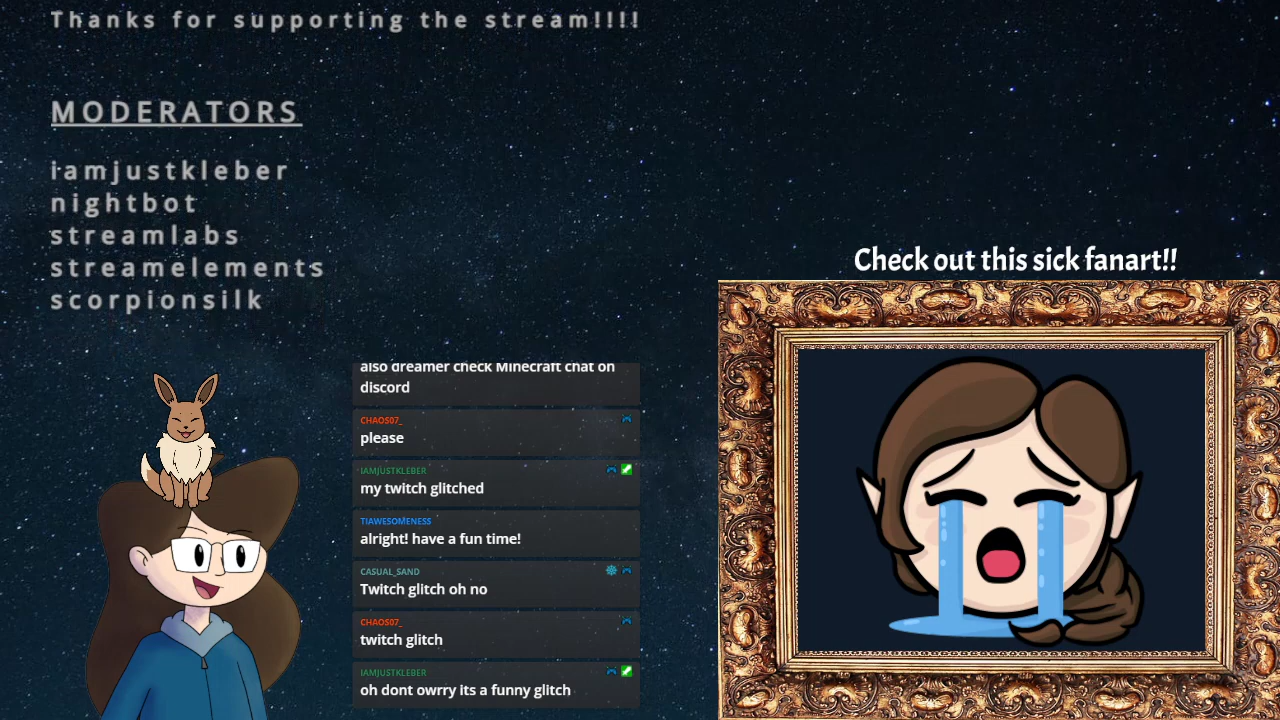 Thanks for supporting the stream!!!!
MODERATORS
iamjustkleber
nightbot
streamlabs
streamelements
scorpionsilk
Check out this sick fanart!!
also dreamer check Minecraft chat on
discord
CHAOS07_
please
IAMJUSTKLEBER
my twitch glitched
TIAWESOMENESS
alright! have a fun time!
CASUAL_SAND
Twitch glitch oh no
CHAOS07_
twitch glitch
IAMJUSTKLEBER
oh dont owrry its a funny glitch